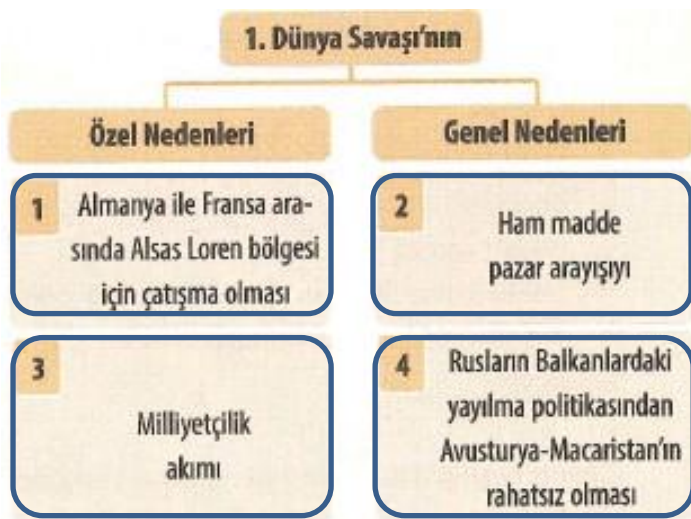 1. Dünya Savaşı'nın
Özel Nedenleri
Genel Nedenleri
1
Almanya ile Fransa ara-
sında Alsas Loren bölgesi
için çatışma olması
2
Ham madde
pazar arayışıyı
3
Milliyetçilik
akımı
4
Rusların Balkanlardaki
yayılma politikasından
Avusturya-Macaristan'ın
rahatsız olması